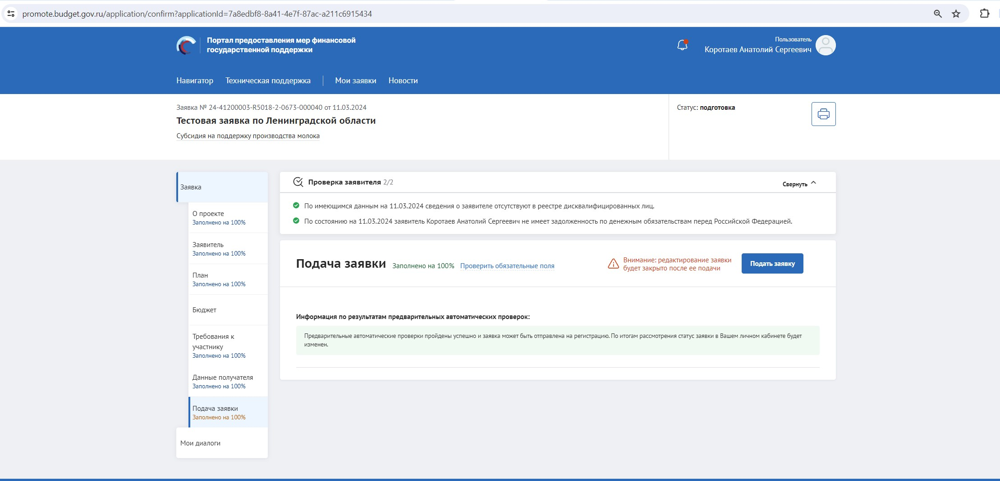 promote.budget.gov.ru/application/confirm?applicationId=7a8edbf8-8a41-4e7f-87ac-a211c6915434
Портал предоставления мер финансовой
государственной поддержки
Пользователь
Коротаев Анатолий Сергеевич
Навигатор Техническая поддержка Мои заявки Новости
Заявка № 24-41200003-R5018-2-0673-000040 от 11.03.2024
Тестовая заявка по Ленинградской области
Субсидия на поддержку производства молока
Статус: подготовка
Заявка
О проекте
Заполнено на 100%
Заявитель
Заполнено на 100%
План
Заполнено на 100%
Бюджет
Требования к
участнику
Заполнено на 100%
Данные получателя
Заполнено на 100%
Подача заявки
Заполнено на 100%
Мои диалоги
Проверка заявителя 2/2
Свернуть
По имеющимся данным на 11.03.2024 сведения о заявителе отсутствуют в реестре дисквалифицированных лиц.
По состоянию на 11.03.2024 заявитель Коротаев Анатолий Сергеевич не имеет задолженность по денежным обязательствам перед Российской Федерацией.
Подача заявки Заполнено на 100% Проверить обязательные поля
Внимание: редактирование заявки
будет закрыто после ее подачи
Подать заявку
Информация по результатам предварительных автоматических проверок:
Предварительные автоматические проверки пройдены успешно и заявка может быть отправлена на регистрацию. По итогам рассмотрения статус заявки в Вашем личном кабинете будет
изменен.